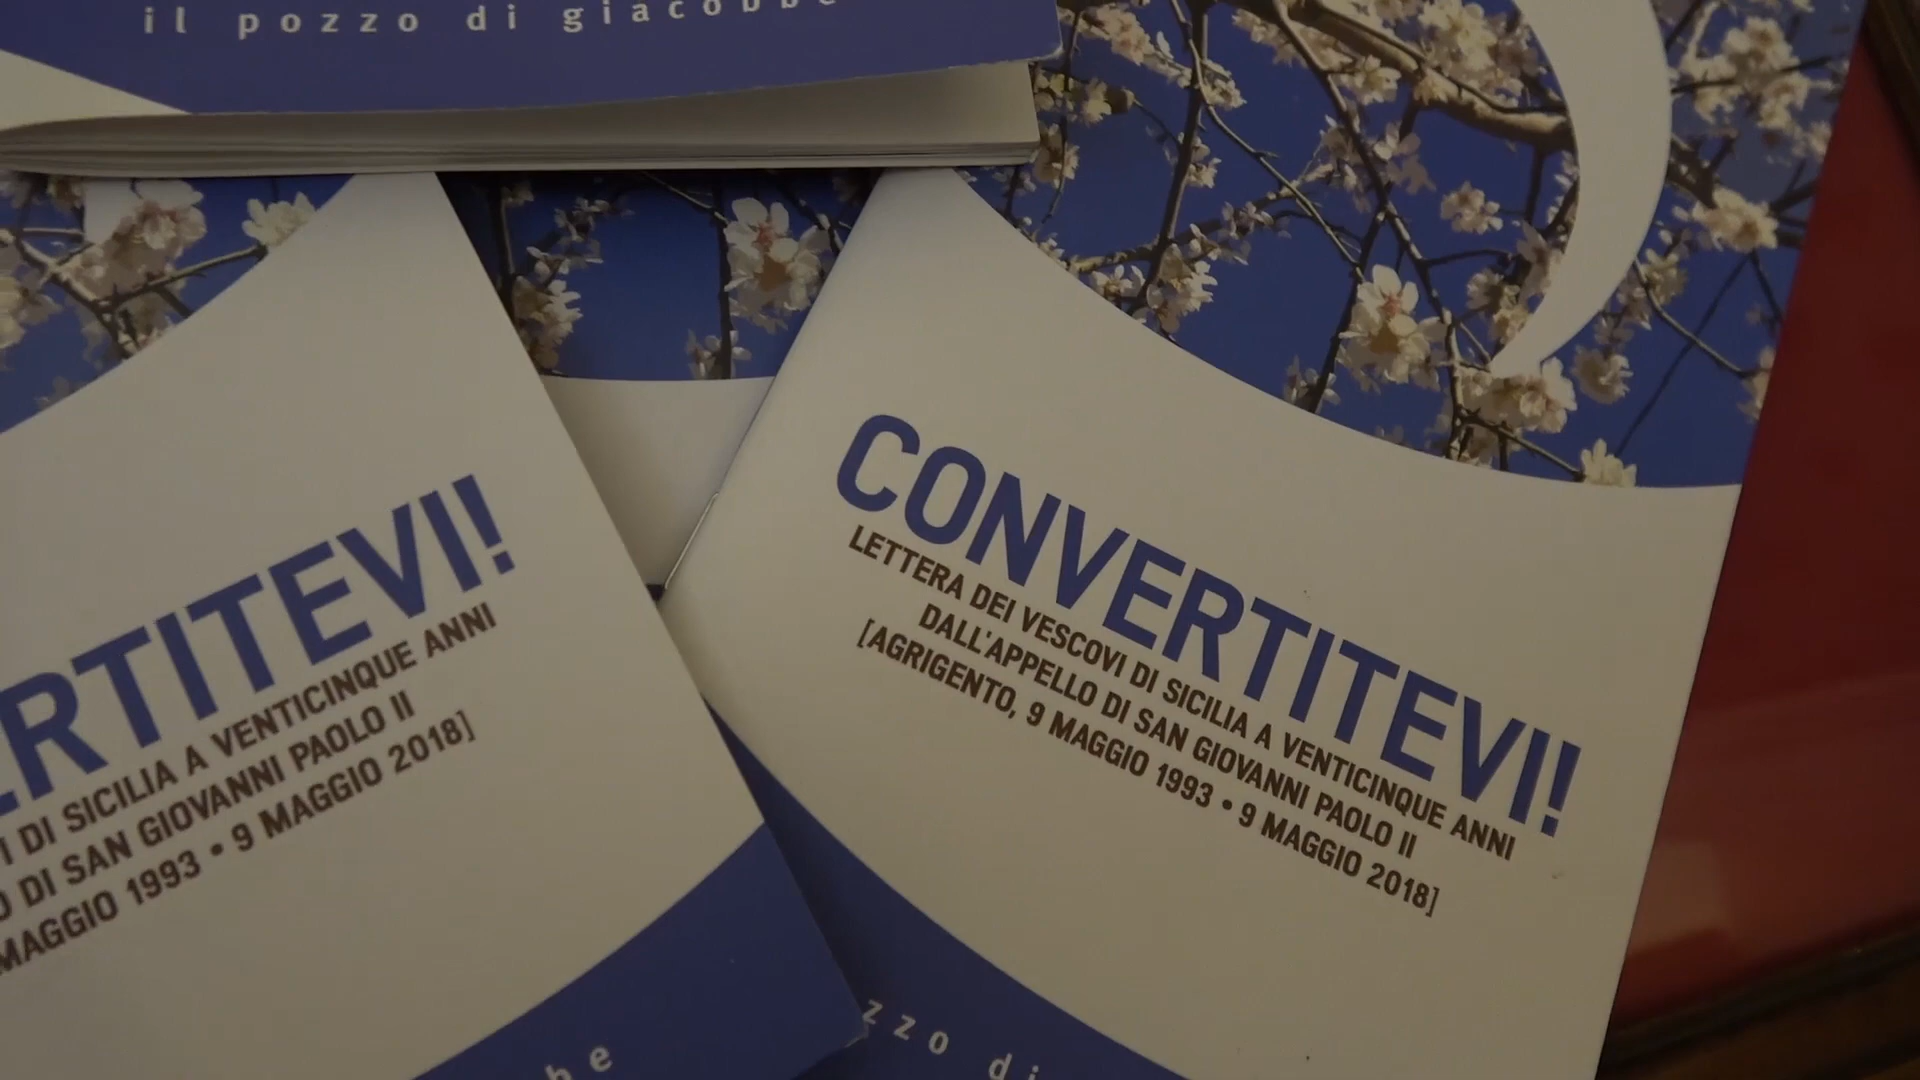 il pozzo di giacobbe
CONVERTITEVI!
LETTERA DEI VESCOVI DI SICILIA A VENTICINQUE ANNI
DALL'APPELLO DI SAN GIOVANNI PAOLO II
[AGRIGENTO, 9 MAGGIO 1993 • 9 MAGGIO 2018]
zzo di
RTITEVI!
I DI SICILIA A VENTICINQUE ANNI
O DI SAN GIOVANNI PAOLO II
MAGGIO 1993 • 9 MAGGIO 2018]
be